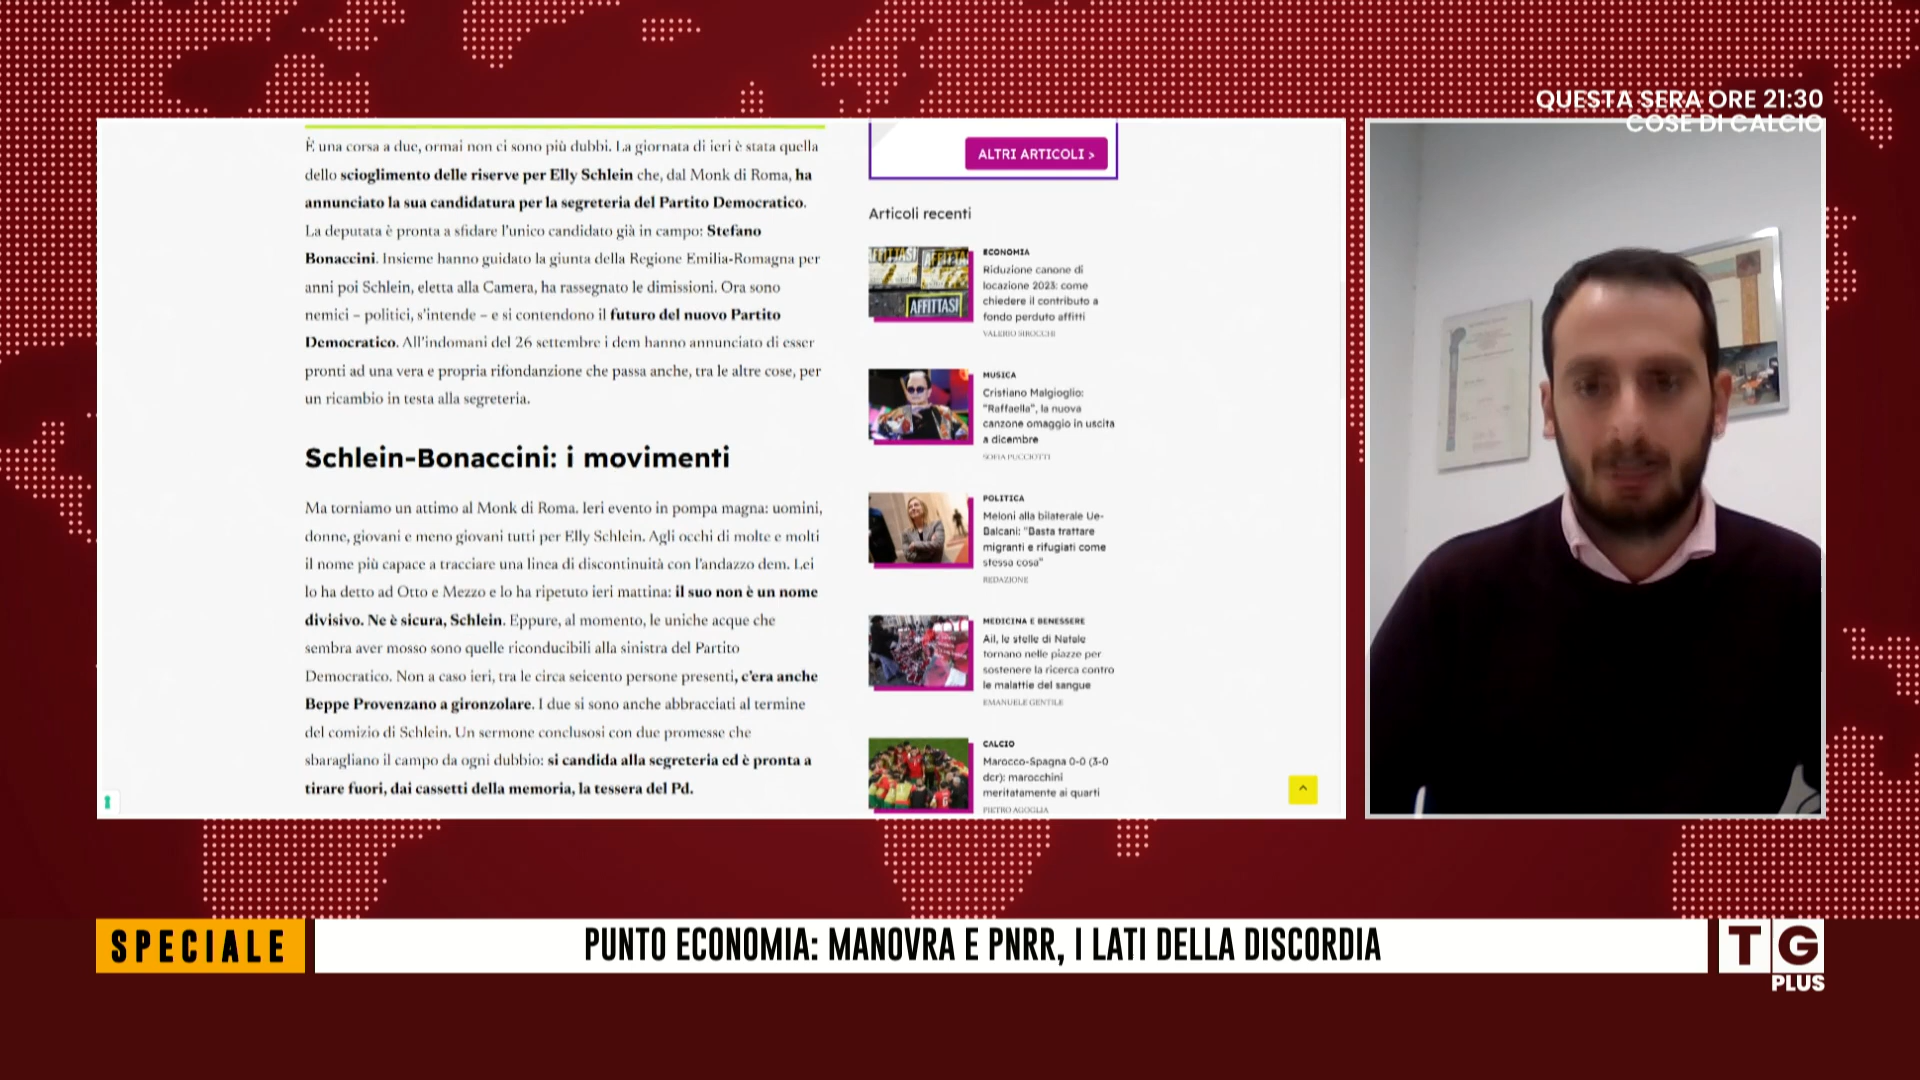 QUESTA SERA ORE 21:30
COSE DI CALCIO
È una corsa a due, ormai non ci sono più dubbi. La giornata di ieri è stata quella
dello scioglimento delle riserve per Elly Schlein che, dal Monk di Roma, ha
annunciato la sua candidatura per la segreteria del Partito Democratico.
La deputata è pronta a sfidare l'unico candidato già in campo: Stefano
Bonaccini. Insieme hanno guidato la giunta della Regione Emilia-Romagna per
anni poi Schlein, eletta alla Camera, ha rassegnato le dimissioni. Ora sono
nemici – politici, s'intende – e si contendono il futuro del nuovo Partito
Democratico. All'indomani del 26 settembre i dem hanno annunciato di esser
pronti ad una vera e propria rifondanzione che passa anche, tra le altre cose, per
un ricambio in testa alla segreteria.
Schlein-Bonaccini: i movimenti
Ma torniamo un attimo al Monk di Roma. Ieri evento in pompa magna: uomini,
donne, giovani e meno giovani tutti per Elly Schlein. Agli occhi di molte e molti
il nome più capace a tracciare una linea di discontinuità con l'andazzo dem. Lei
lo ha detto ad Otto e Mezzo e lo ha ripetuto ieri mattina: il suo non è un nome
divisivo. Ne è sicura, Schlein. Eppure, al momento, le uniche acque che
sembra aver mosso sono quelle riconducibili alla sinistra del Partito
Democratico. Non a caso ieri, tra le circa seicento persone presenti, c'era anche
Beppe Provenzano a gironzolare. I due si sono anche abbracciati al termine
del comizio di Schlein. Un sermone conclusosi con due promesse che
sbaragliano il campo da ogni dubbio: si candida alla segreteria ed è pronta a
tirare fuori, dai cassetti della memoria, la tessera del Pd.
ALTRI ARTICOLI >
Articoli recenti
AFFITTASI
ECONOMIA
Riduzione canone di
locazione 2023: come
chiedere il contributo a
fondo perduto affitti
VALERIO SIROCCHI
MUSICA
Cristiano Malgioglio:
"Raffaella", la nuova
canzone omaggio in uscita
a dicembre
SOFIA PUCCIOTTI
POLITICA
Meloni alla bilaterale Ue-
Balcani: "Basta trattare
migranti e rifugiati come
stessa cosa"
REDAZIONE
MEDICINA E BENESSERE
Ail, le stelle di Natale
tornano nelle piazze per
sostenere la ricerca contro
le malattie del sangue
EMANUELE GENTILE
CALCIO
Marocco-Spagna 0-0 (3-0
dcr): marocchini
meritatamente ai quarti
PIETRO AGOGLIA
SPECIALE
PUNTO ECONOMIA: MANOVRA E PNRR, I LATI DELLA DISCORDIA
TG
PLUS